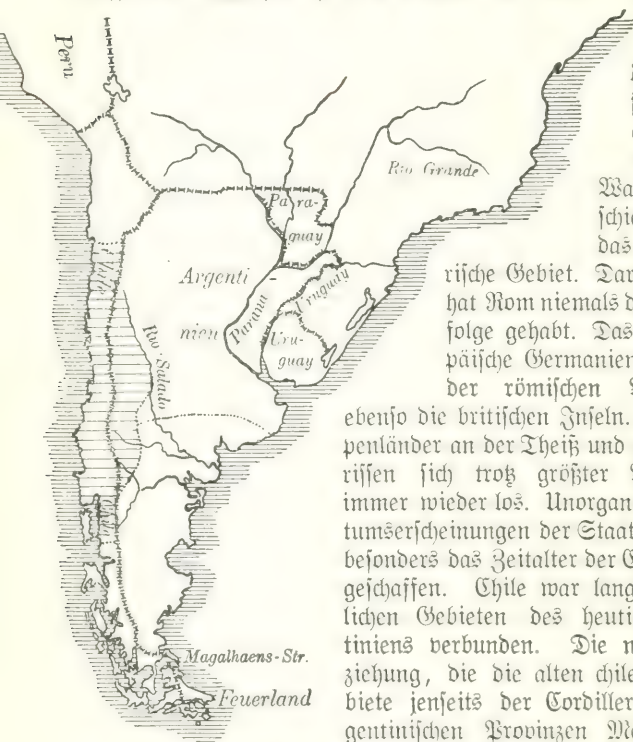 Peru
Rio Grande
Para-
guay
Argenti
nien
Parana
Uruguay
Uru-
guay
Rio Salado
Chile
Chile
Magalhaens-Str.
Feuerland
Wa
schie
das
rische Gebiet. Dar
hat Rom niemals d
folge gehabt. Das
päische Germanien
der römischen
ebenso die britischen Inseln.
penländer an der Theiß und
rissen sich trotz größter
immer wieder los. Unorgan
tumserscheinungen der Staat
besonders das Zeitalter der E
geschaffen. Chile war lang
lichen Gebieten des heuti
tiniens verbunden. Die n
ziehung, die die alten chile
biete jenseits der Cordiller
gentinischen Provinzen Me